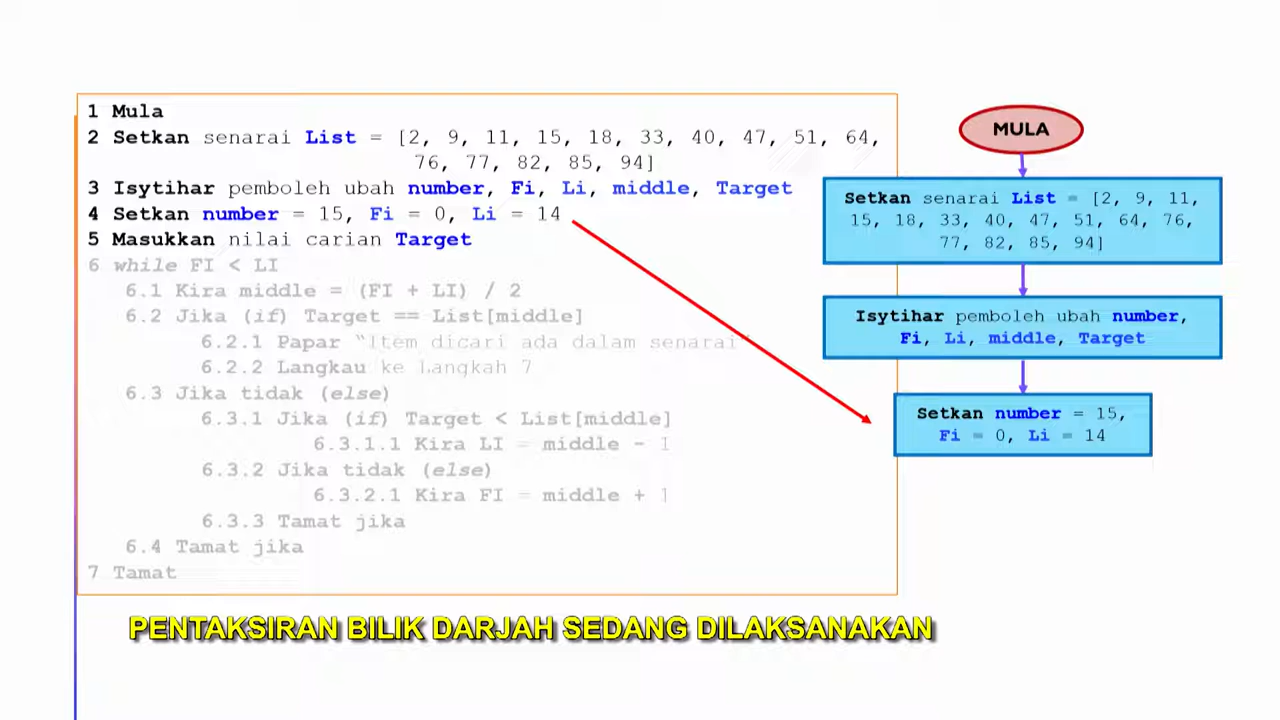 1 Mula
2 Setkan senarai List = [2, 9, 11, 15, 18, 33, 40, 47, 51, 64,
76, 77, 82, 85, 94]
3 Isytihar pemboleh ubah number, Fi, Li, middle, Target
4 Setkan number = 15, Fi = 0, Li = 14
5 Masukkan nilai carian Target
6 while FI < LI
6.1 Kira middle = (FI + LI) / 2
6.2 Jika (if) Target == List[middle]
6.2.1 Papar “Item dicari ada dalam senarai”
6.2.2 Langkau ke Langkah 7
6.3 Jika tidak (else)
6.3.1 Jika (if) Target < List[middle]
6.3.1.1 Kira LI = middle - 1
6.3.2 Jika tidak (else)
6.3.2.1 Kira FI = middle + 1
6.3.3 Tamat jika
6.4 Tamat jika
7 Tamat
MULA
Setkan senarai List = [2, 9, 11,
15, 18, 33, 40, 47, 51, 64, 76,
77, 82, 85, 94]
Isytihar pemboleh ubah number,
Fi, Li, middle, Target
Setkan number = 15,
Fi = 0, Li = 14
PENTAKSIRAN BILIK DARJAH SEDANG DILAKSANAKAN